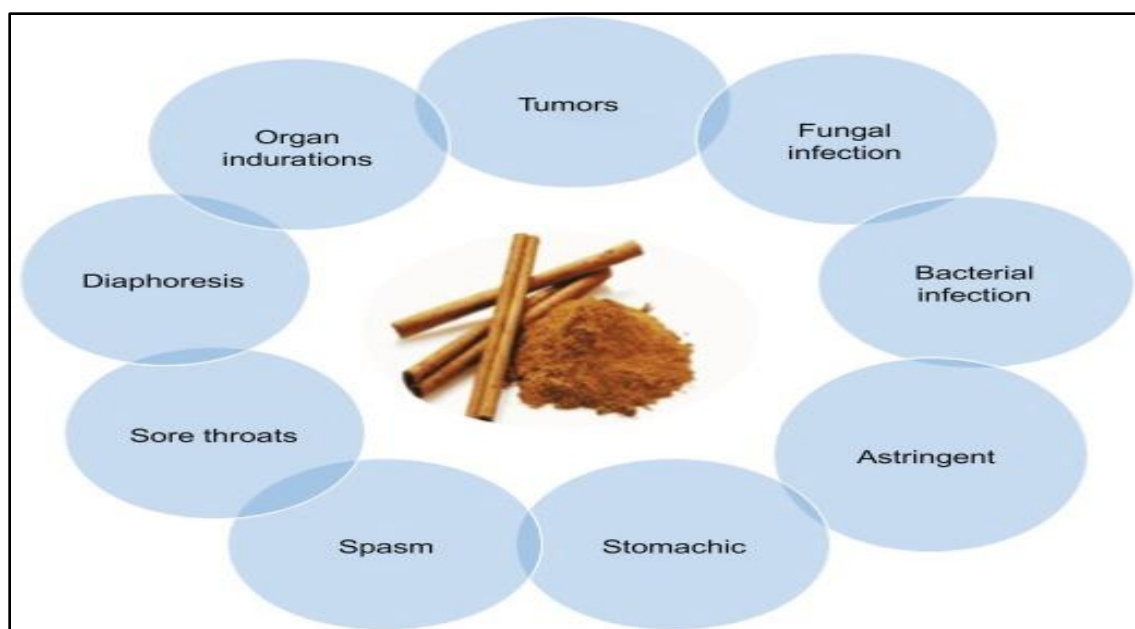 Tumors
Fungal
infection
Bacterial
infection
Astringent
Stomachic
Spasm
Sore throats
Diaphoresis
Organ
indurations